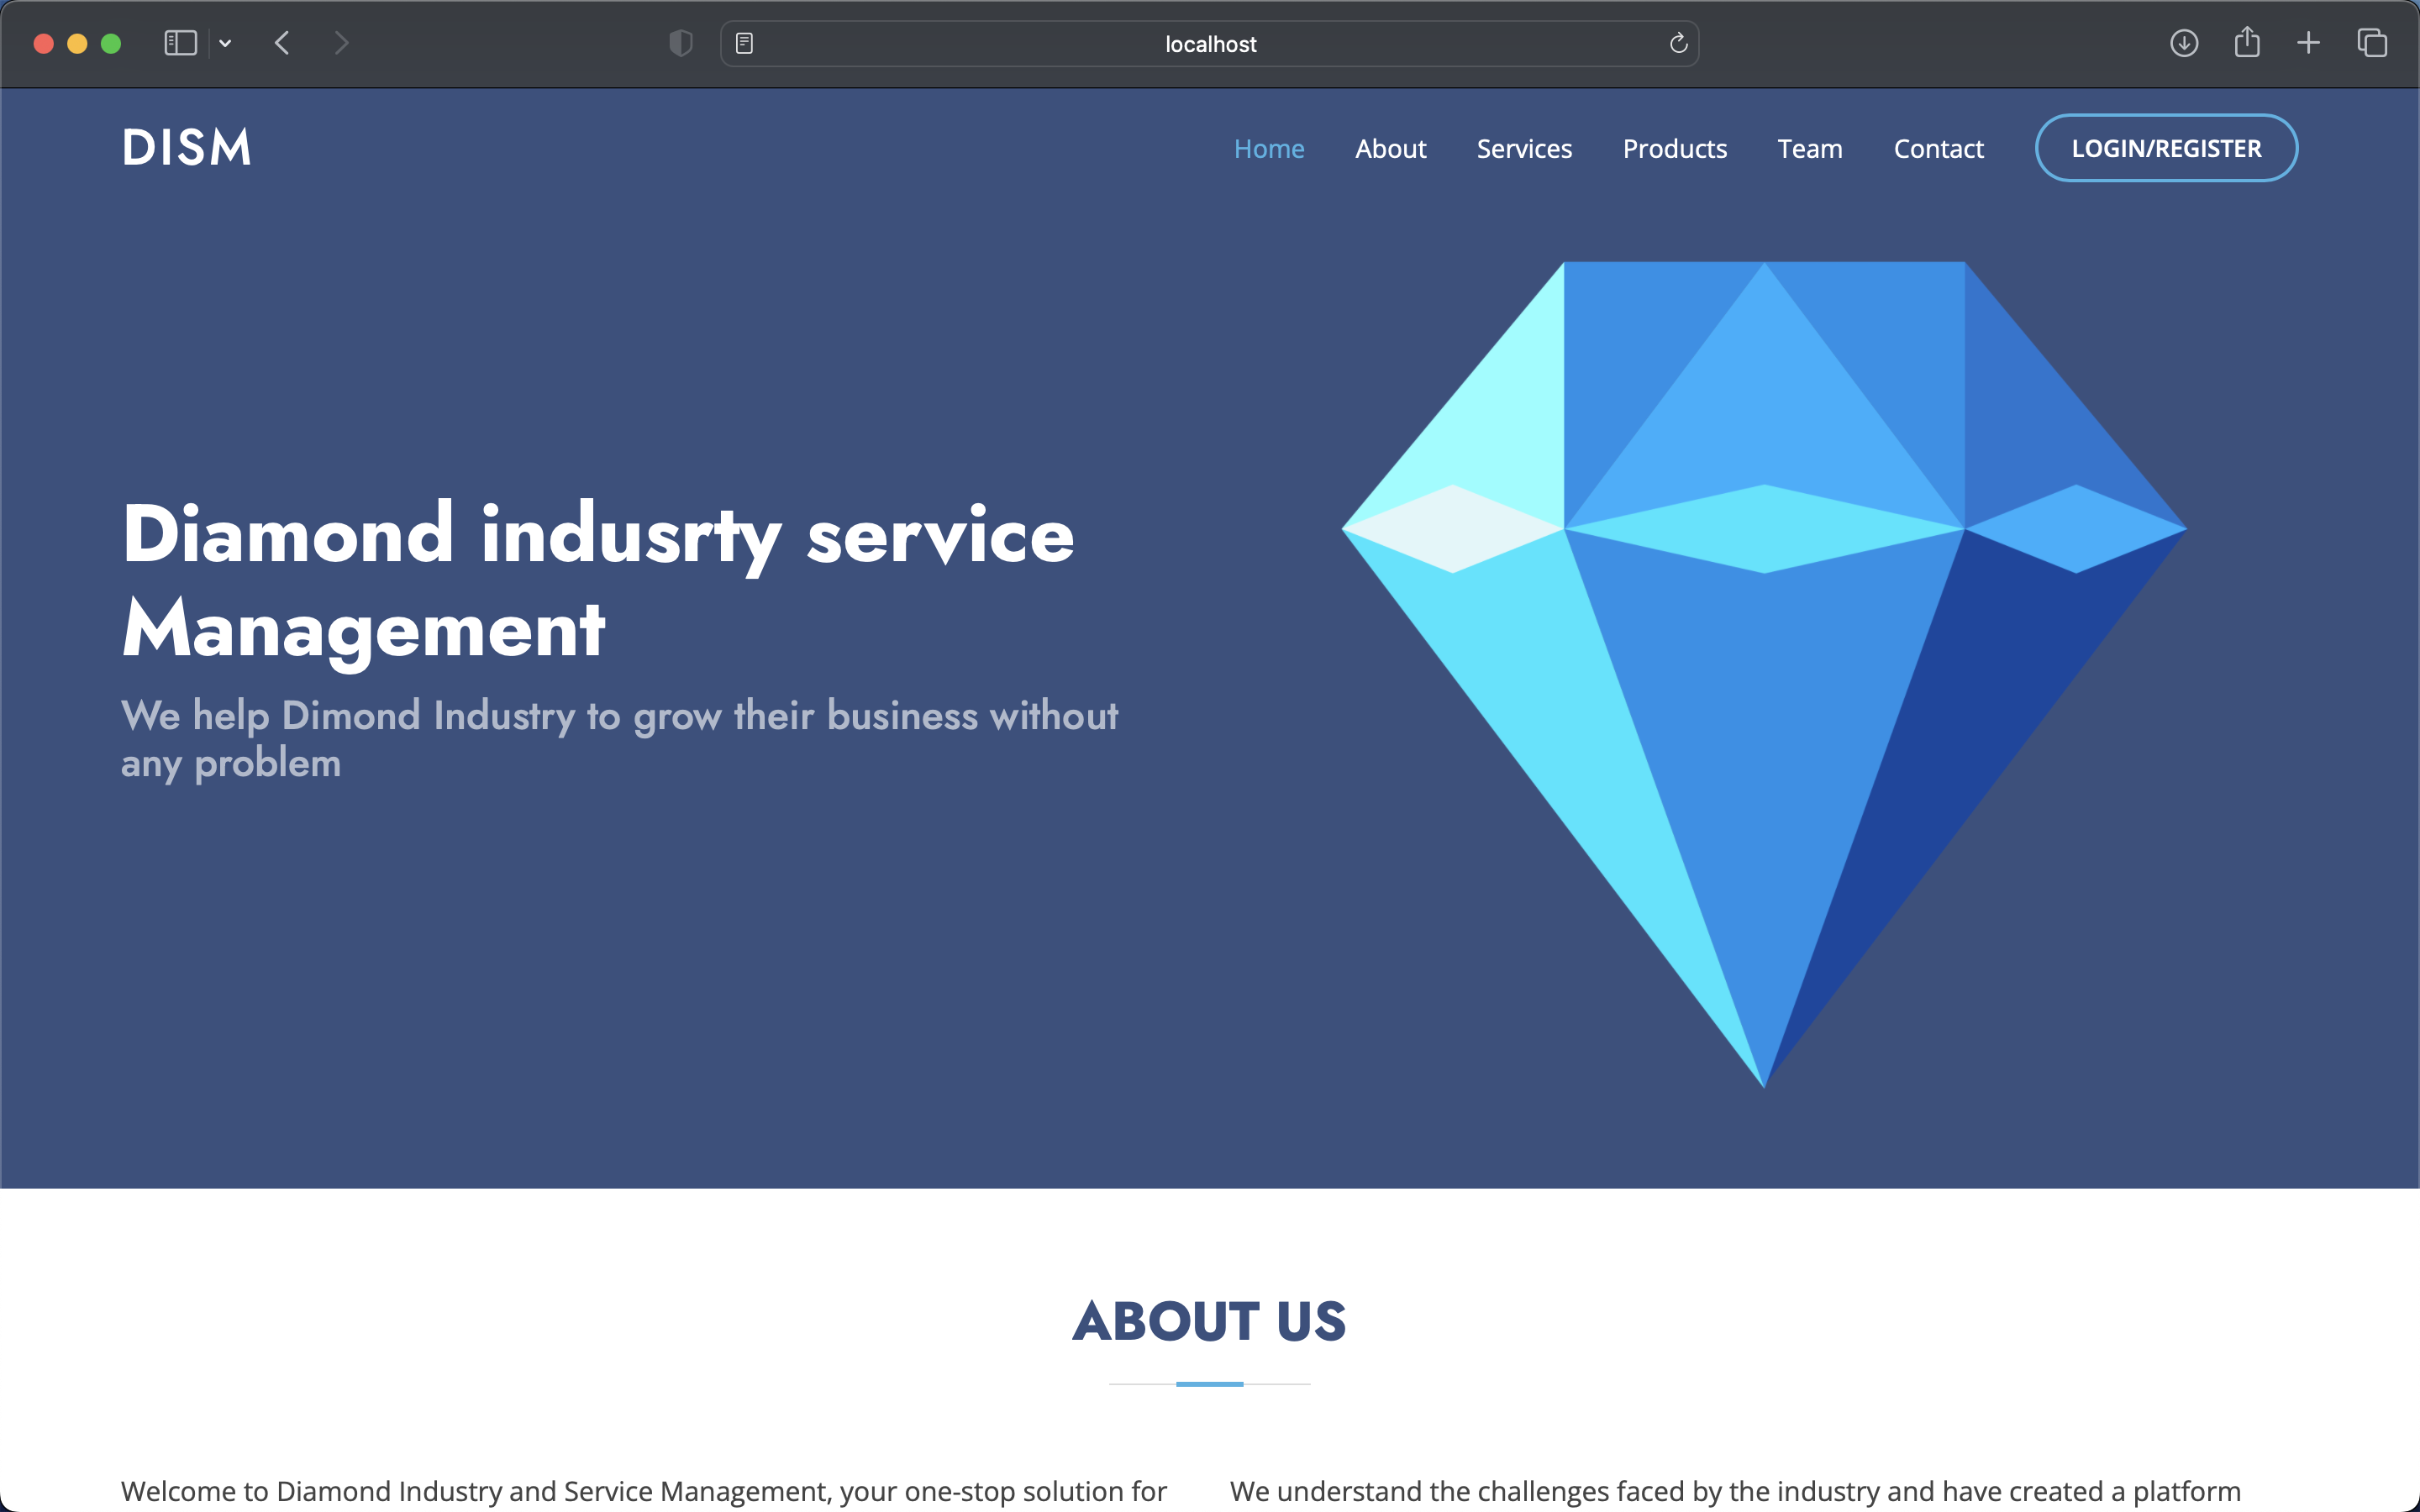 localhost
DISM
Home About Services Products Team Contact LOGIN/REGISTER
Diamond indusrty service
Management
We help Dimond Industry to grow their business without
any problem
ABOUT US
Welcome to Diamond Industry and Service Management, your one-stop solution for
We understand the challenges faced by the industry and have created a platform